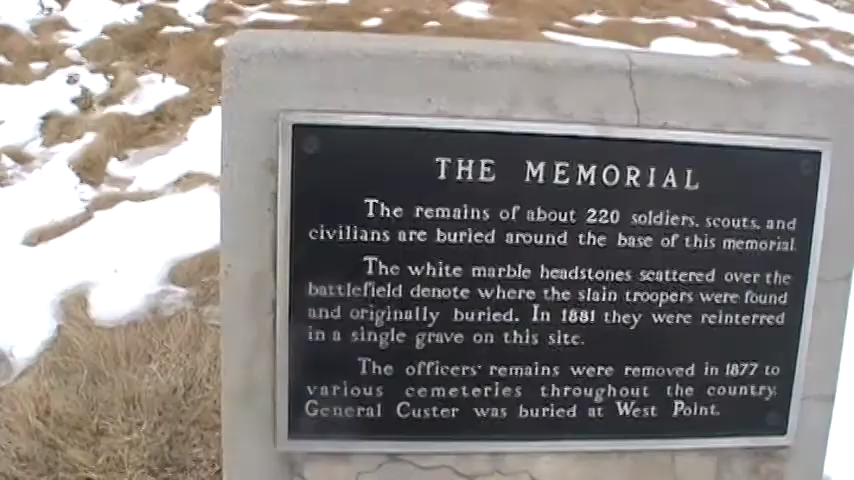 THE MEMORIAL
The remains of about 220 soldiers, scouts, and
civilians are buried around the base of this memorial.
The white marble headstones scattered over the
battlefield denote where the slain troopers were found
and originally buried. In 1881 they were reinterred
in a single grave on this site.
The officers' remains were removed in 1877 to
various cemeteries throughout the country.
General Custer was buried at West Point.